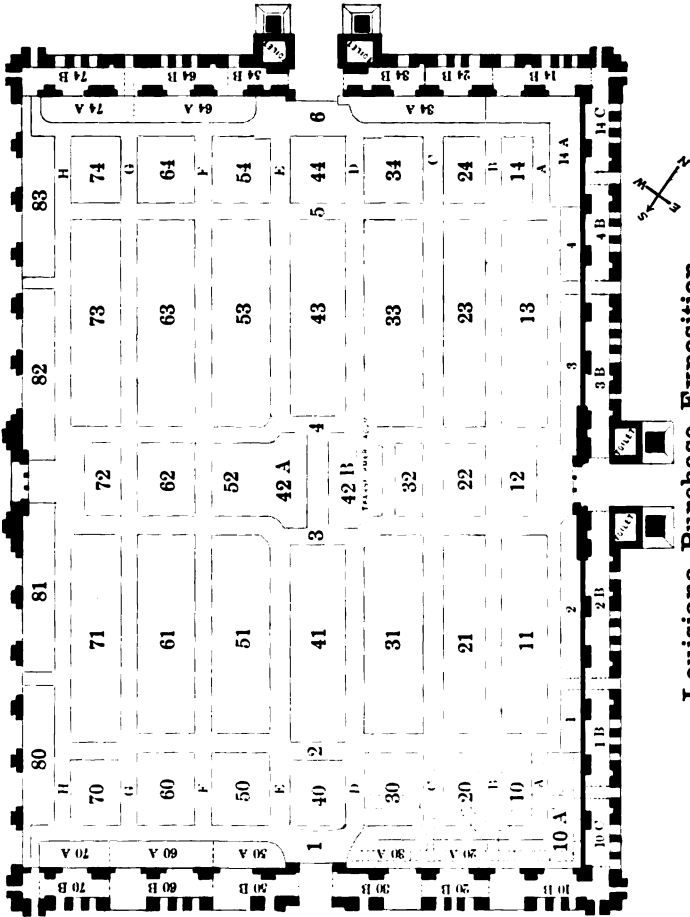 TOILET
TOILET
74 B
64 B
54 B
34 B
24 B
14 B
74 A
64 A
34 A
6
14 A
14 C
83
H
74
G
64
F
54
E
44
D
34
C
24
B
14
A
5
4
4 B
N
W
E
S
82
73
63
53
43
33
23
13
3
3 B
4
72
62
52
42 A
42 B
32
22
12
TOILET
TOILET
3
81
71
61
51
41
31
21
11
2
2 B
2
1
1 B
80
H
70
G
60
F
50
E
40
D
30
C
20
B
10
A
1
70 A
60 A
50 A
30 A
20 A
10 A
10 C
70 B
60 B
50 B
30 B
20 B
10 B
Louisiana Purchase Exposition